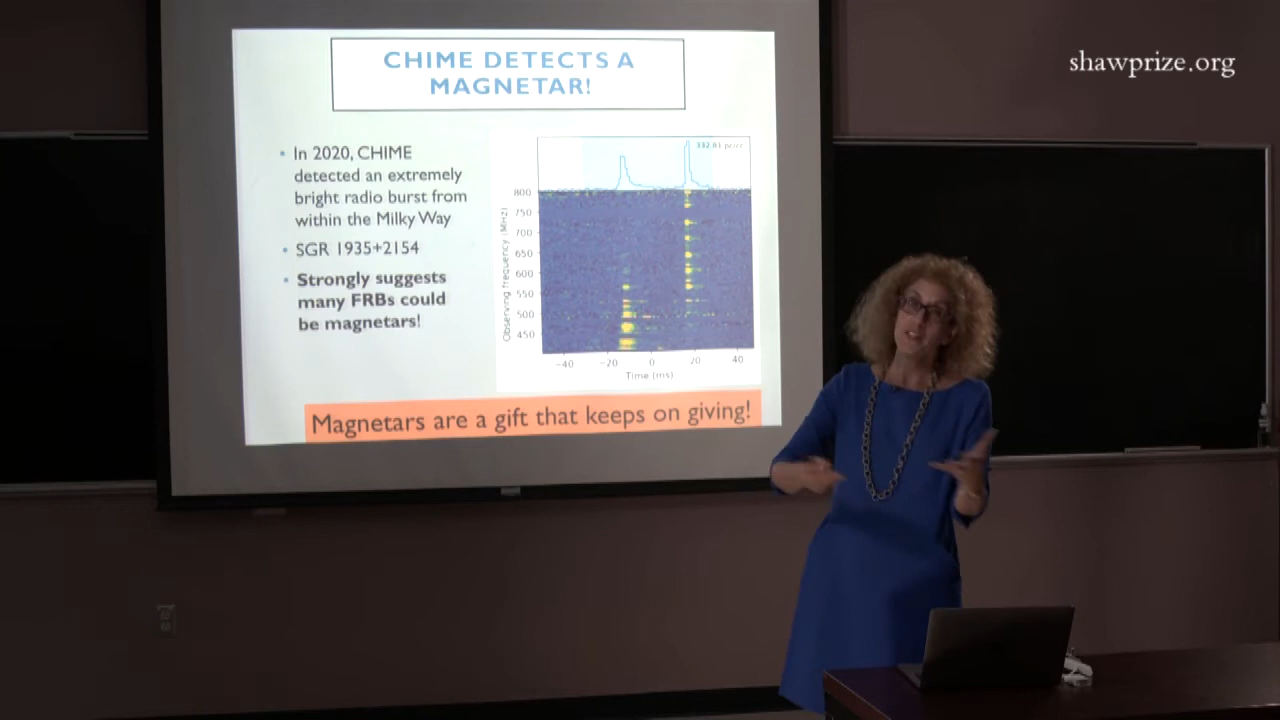 shawprize.org
CHIME DETECTS A
MAGNETAR!
• In 2020, CHIME
detected an extremely
bright radio burst from
within the Milky Way
• SGR 1935+2154
• Strongly suggests
many FRBs could
be magnetars!
800
750
700
650
600
550
500
450
Observing frequency (MHz)
−40 −20 0 20 40
Time (ms)
Magnetars are a gift that keeps on giving!